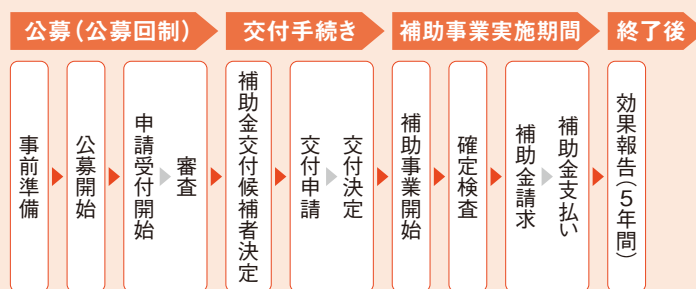 公募（公募回制）
交付手続き
補助事業実施期間
終了後
事前準備
公募開始
申請受付開始
審査
補助金交付候補者決定
交付申請
交付決定
補助事業開始
確定検査
補助金請求
補助金支払い
効果報告（5年間）